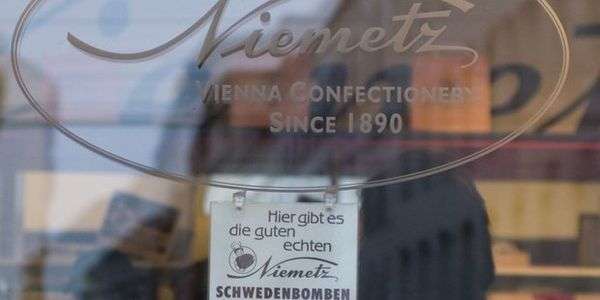 Niemetz
VIENNA CONFECTIONERY
SINCE 1890
Hier gibt es
die guten
echten
Niemetz
SCHWEDENBOMBEN